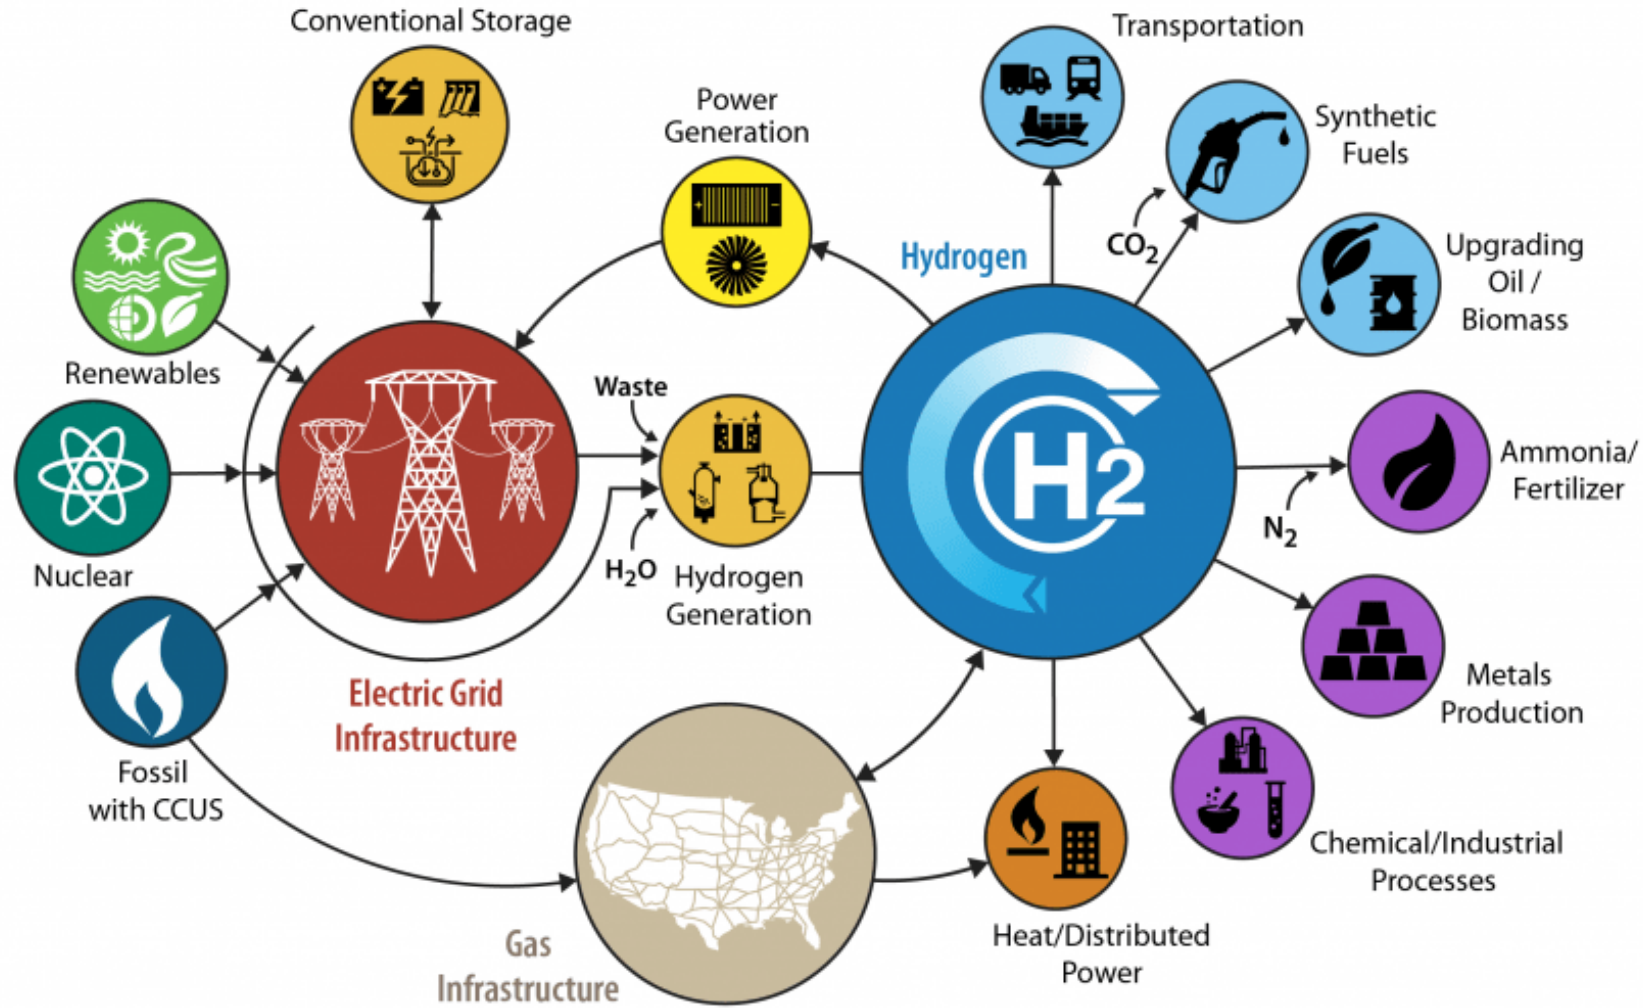 Conventional Storage
Transportation
Power
Generation
Synthetic
Fuels
CO2
Hydrogen
Upgrading
Oil /
Biomass
Renewables
Waste
H2
Ammonia/
Fertilizer
N2
Nuclear
H2O
Hydrogen
Generation
Electric Grid
Infrastructure
Metals
Production
Fossil
with CCUS
Chemical/Industrial
Processes
Heat/Distributed
Power
Gas
Infrastructure